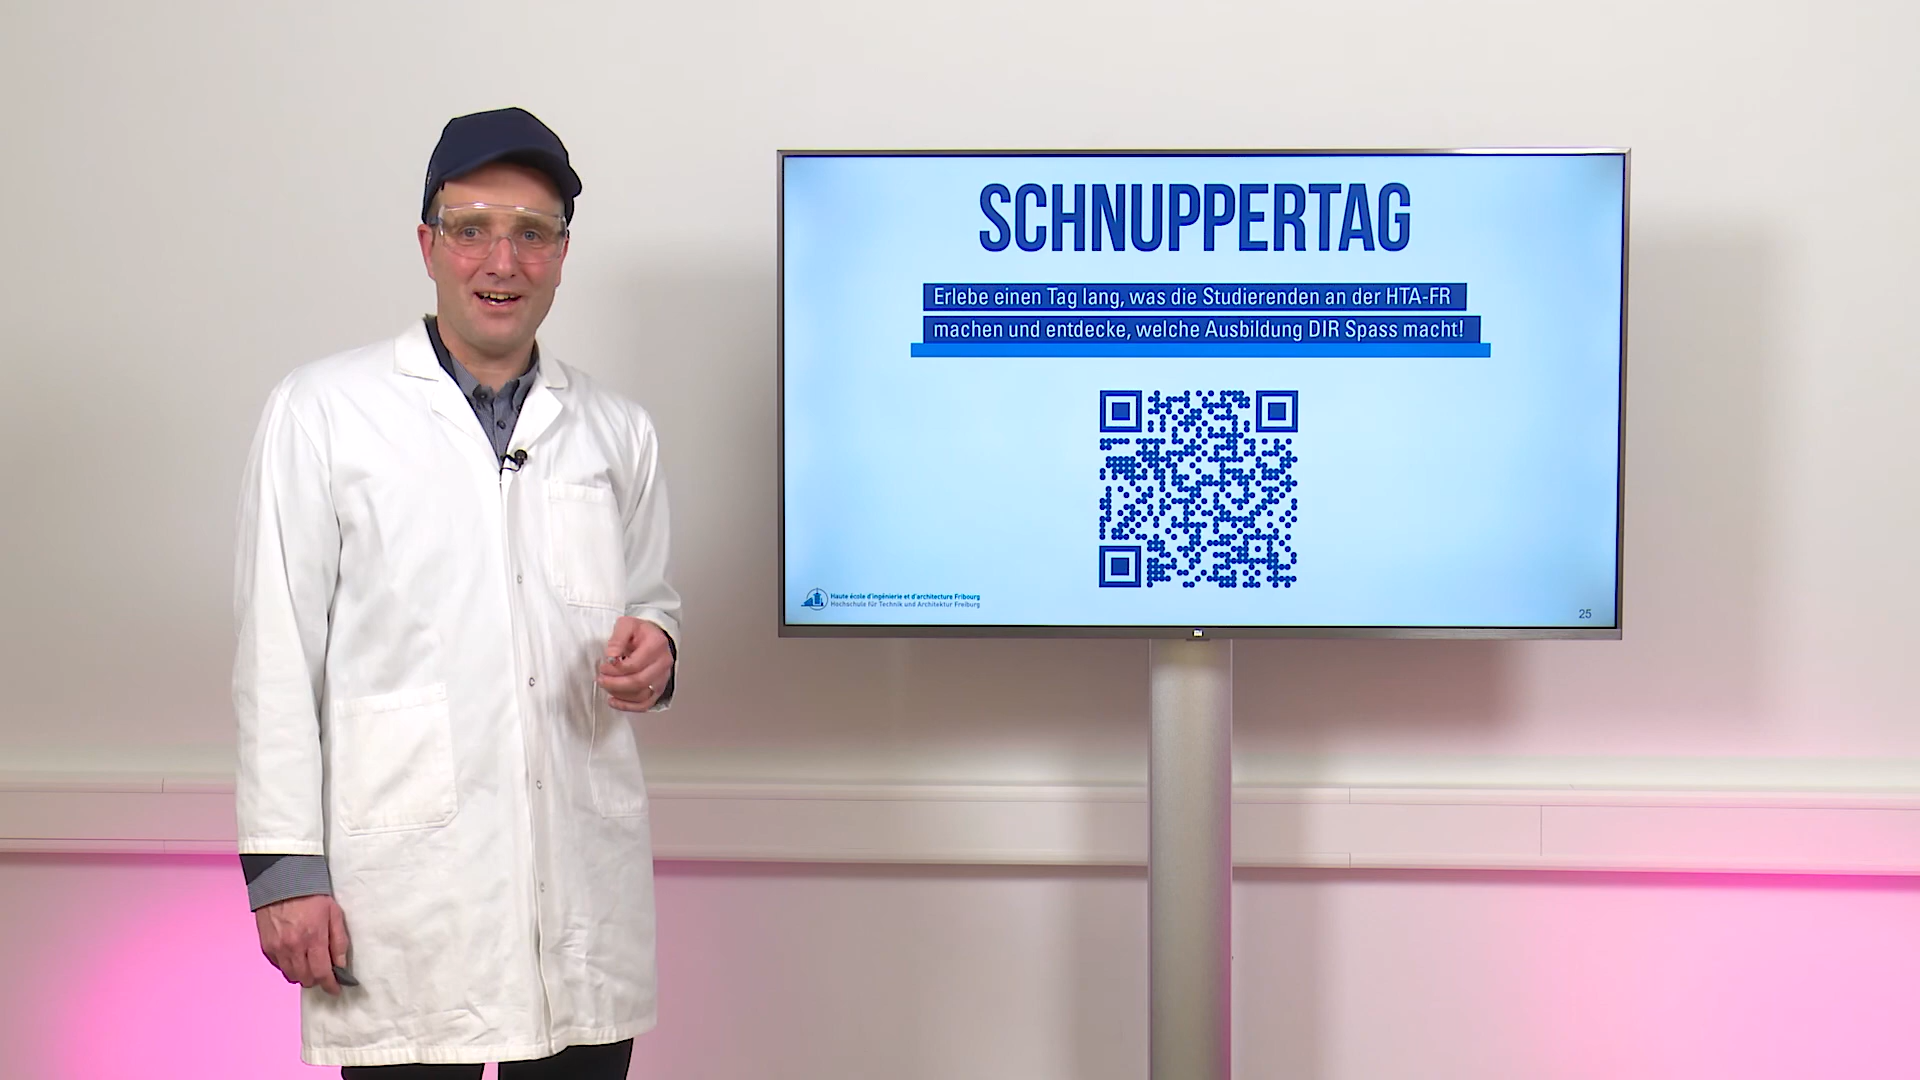 SCHNUPPERTAG
Erlebe einen Tag lang, was die Studierenden an der HTA-FR
machen und entdecke, welche Ausbildung DIR Spass macht!
Haute école d'ingénierie et d'architecture Fribourg
Hochschule für Technik und Architektur Freiburg
25